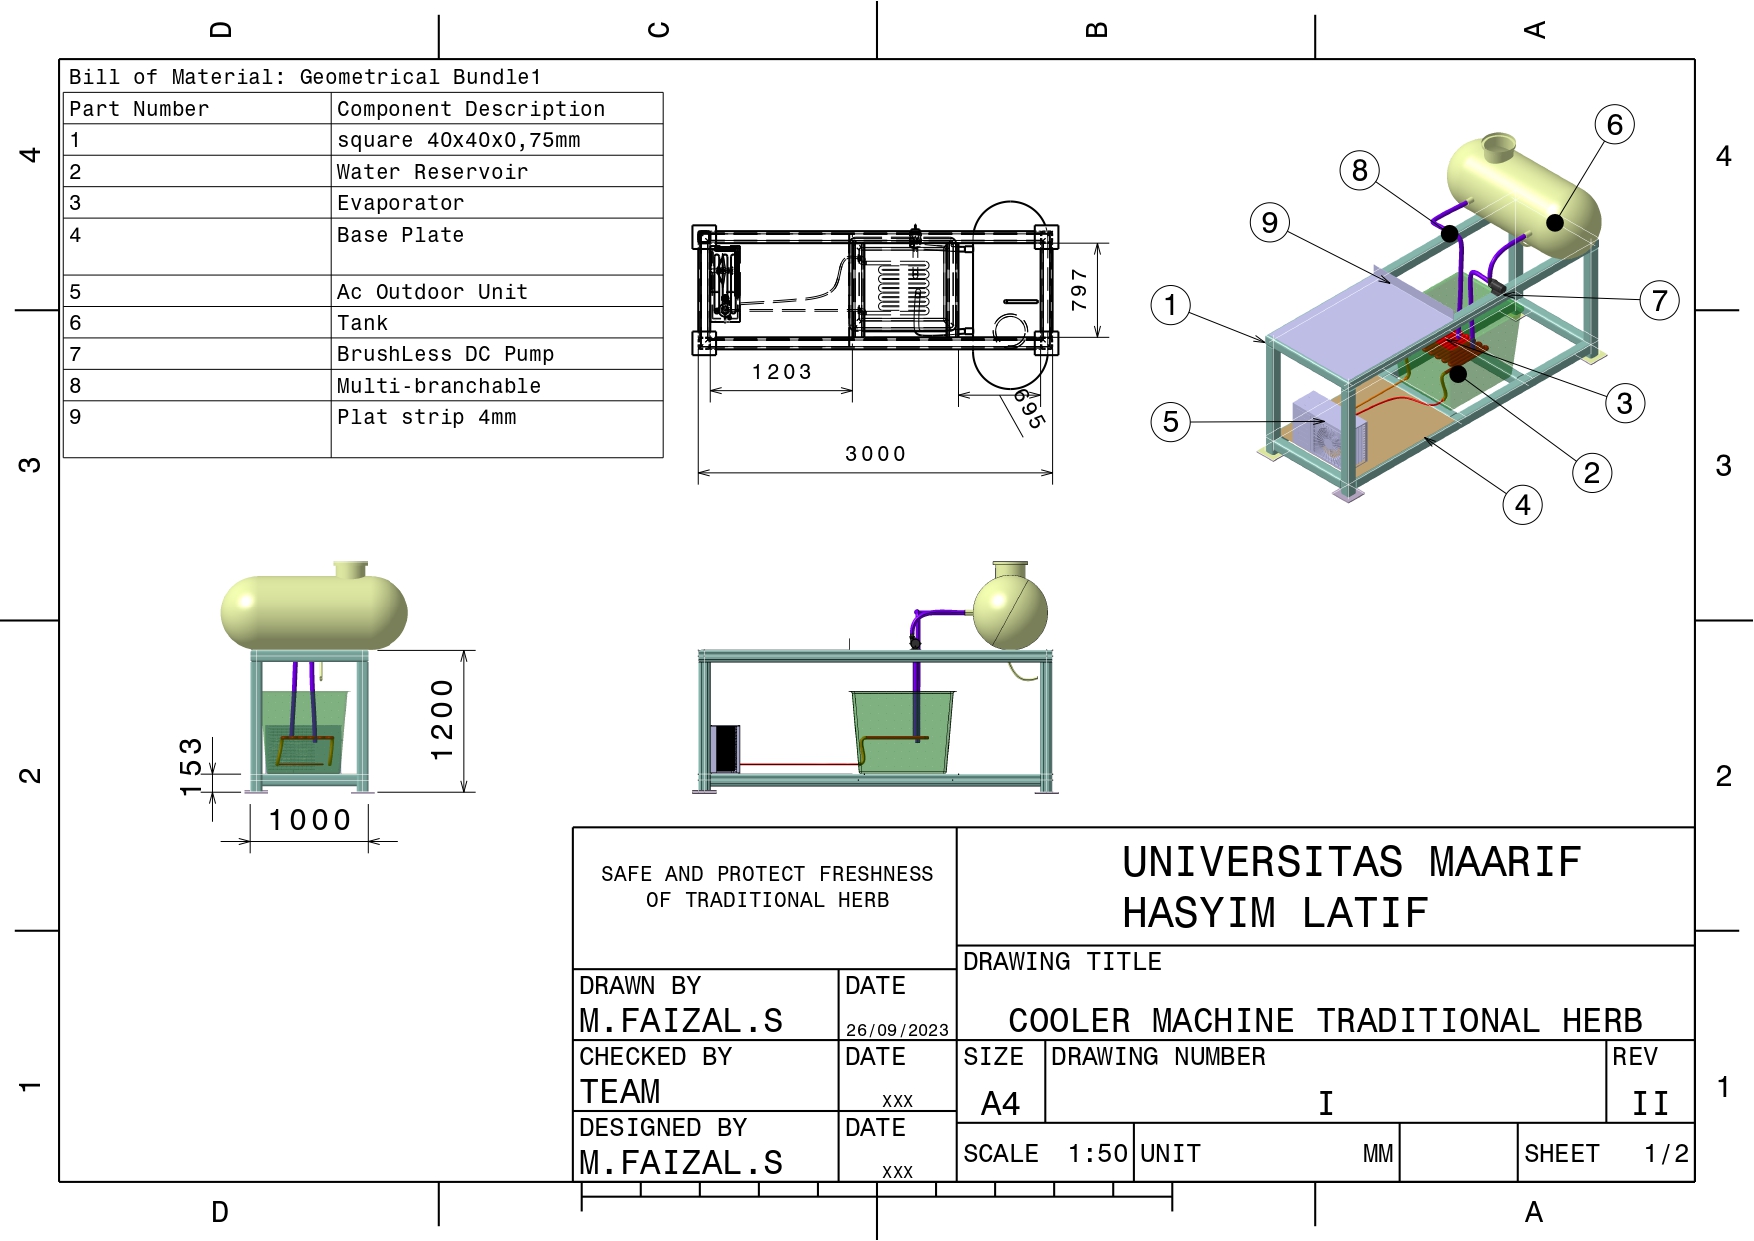 D C B A
4
3
2
1
Bill of Material: Geometrical Bundle1
Part Number Component Description
1 square 40x40x0,75mm
2 Water Reservoir
3 Evaporator
4 Base Plate
5 Ac Outdoor Unit
6 Tank
7 BrushLess DC Pump
8 Multi-branchable
9 Plat strip 4mm
797
1203
695
3000
6
8
9
1
7
5
3
2
4
4
3
2
1
1200
153
1000
SAFE AND PROTECT FRESHNESS
OF TRADITIONAL HERB
UNIVERSITAS MAARIF
HASYIM LATIF
DRAWN BY DATE
M.FAIZAL.S 26/09/2023
DRAWING TITLE
COOLER MACHINE TRADITIONAL HERB
CHECKED BY DATE
TEAM xxx
SIZE DRAWING NUMBER REV
A4 I II
DESIGNED BY DATE
M.FAIZAL.S xxx
SCALE 1:50 UNIT MM SHEET 1/2
D A